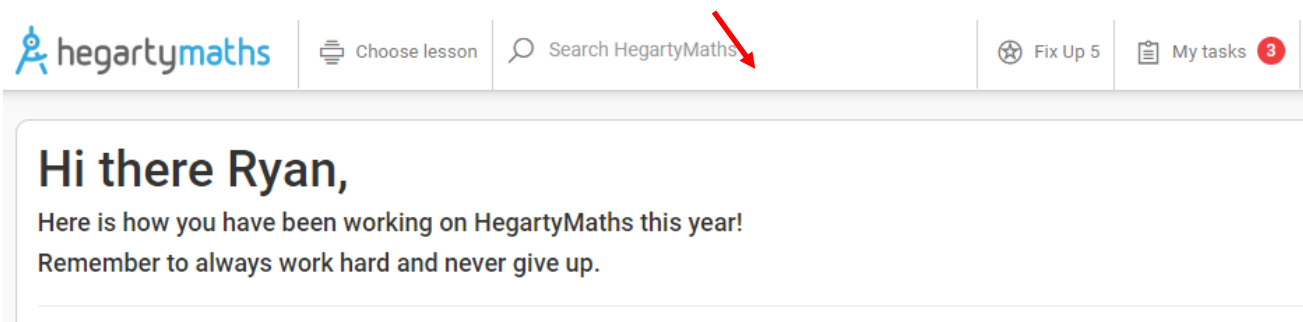 hegartymaths Choose lesson Search HegartyMaths Fix Up 5 My tasks 3
Hi there Ryan,
Here is how you have been working on HegartyMaths this year!
Remember to always work hard and never give up.